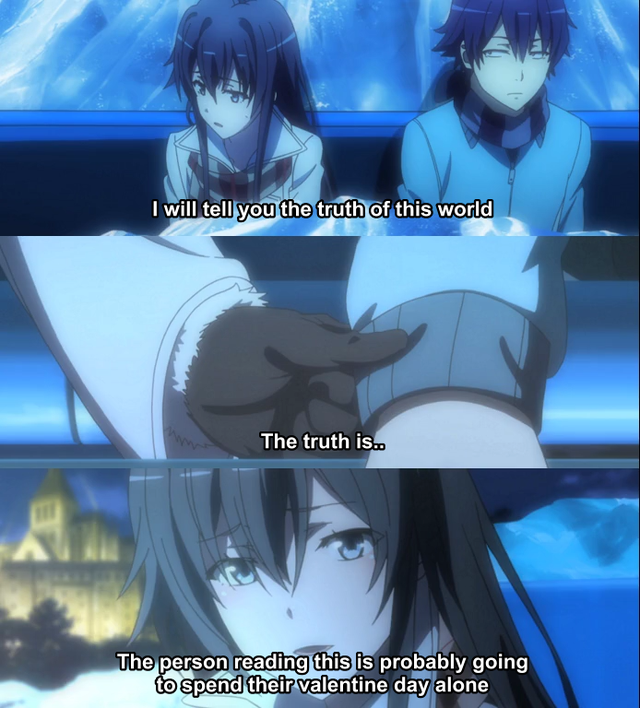 I will tell you the truth of this world
The truth is..
The person reading this is probably going
to spend their valentine day alone